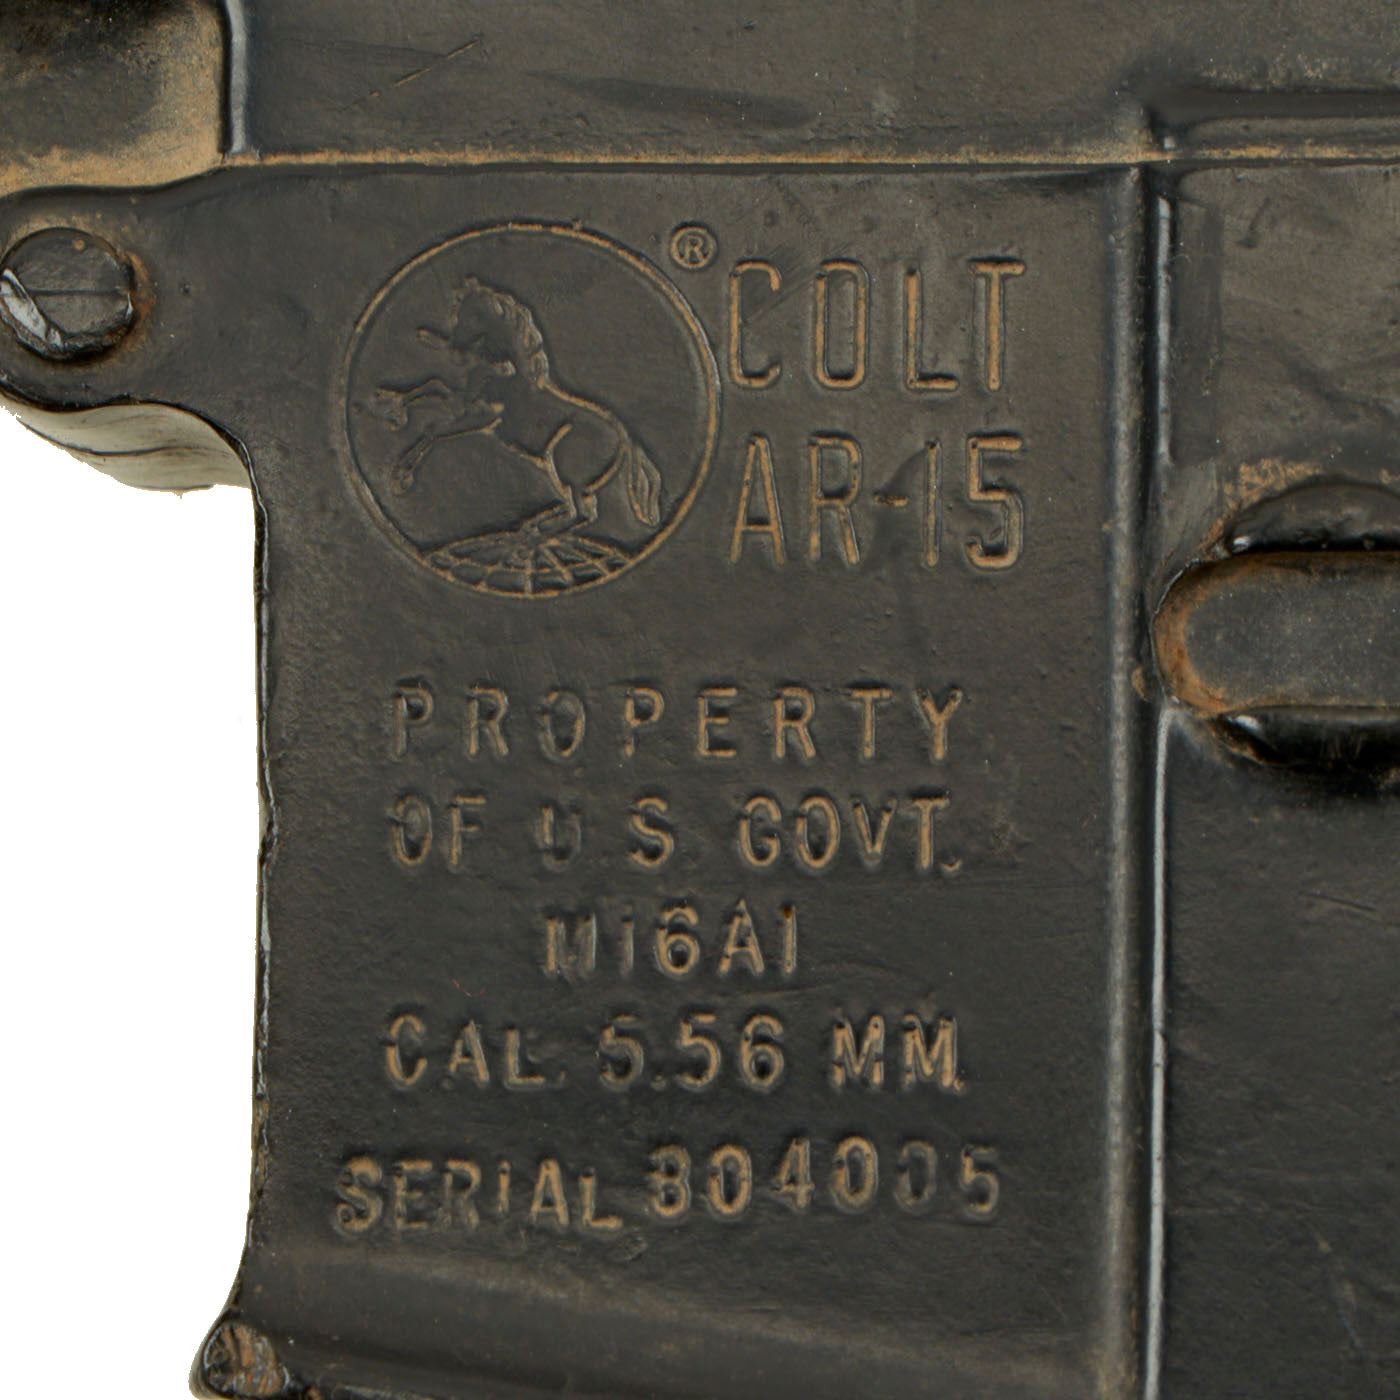 ® COLT
AR-15
PROPERTY
OF U S GOVT.
M16A1
CAL. 5.56 MM.
SERIAL 804005